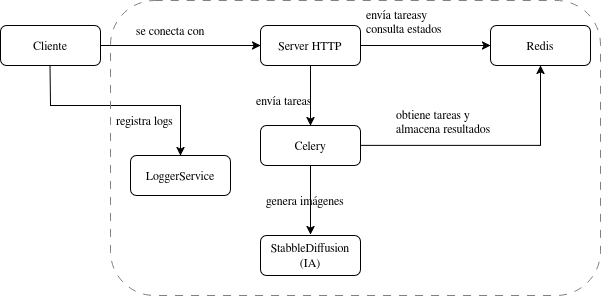 envía tareasy
consulta estados
se conecta con
Cliente
Server HTTP
Redis
envía tareas
registra logs
obtiene tareas y
almacena resultados
Celery
LoggerService
genera imágenes
StabbleDiffusion
(IA)